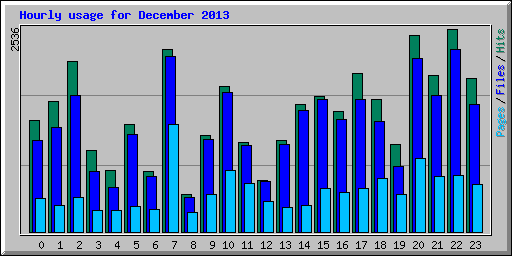 Hourly usage for December 2013
2536
Pages/Files/Hits
0 1 2 3 4 5 6 7 8 9 10 11 12 13 14 15 16 17 18 19 20 21 22 23